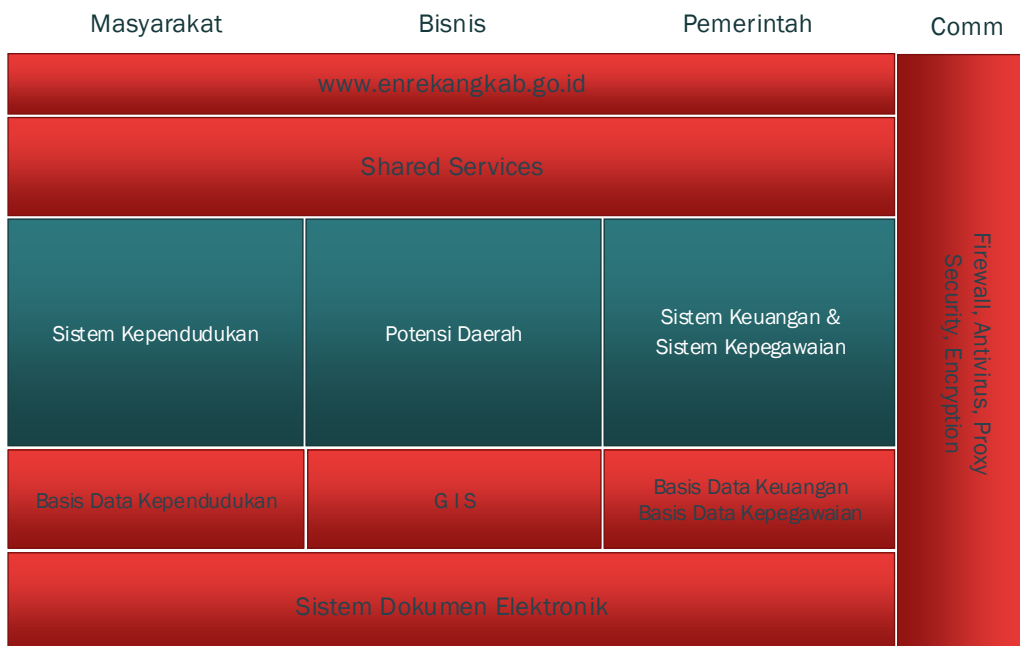 Masyarakat
Bisnis
Pemerintah
Comm
www.enrekangkab.go.id
Shared Services
Sistem Kependudukan
Potensi Daerah
Sistem Keuangan &
Sistem Kepegawaian
Basis Data Kependudukan
G I S
Basis Data Keuangan
Basis Data Kepegawaian
Sistem Dokumen Elektronik
Firewall, Antivirus, Proxy
Security, Encryption